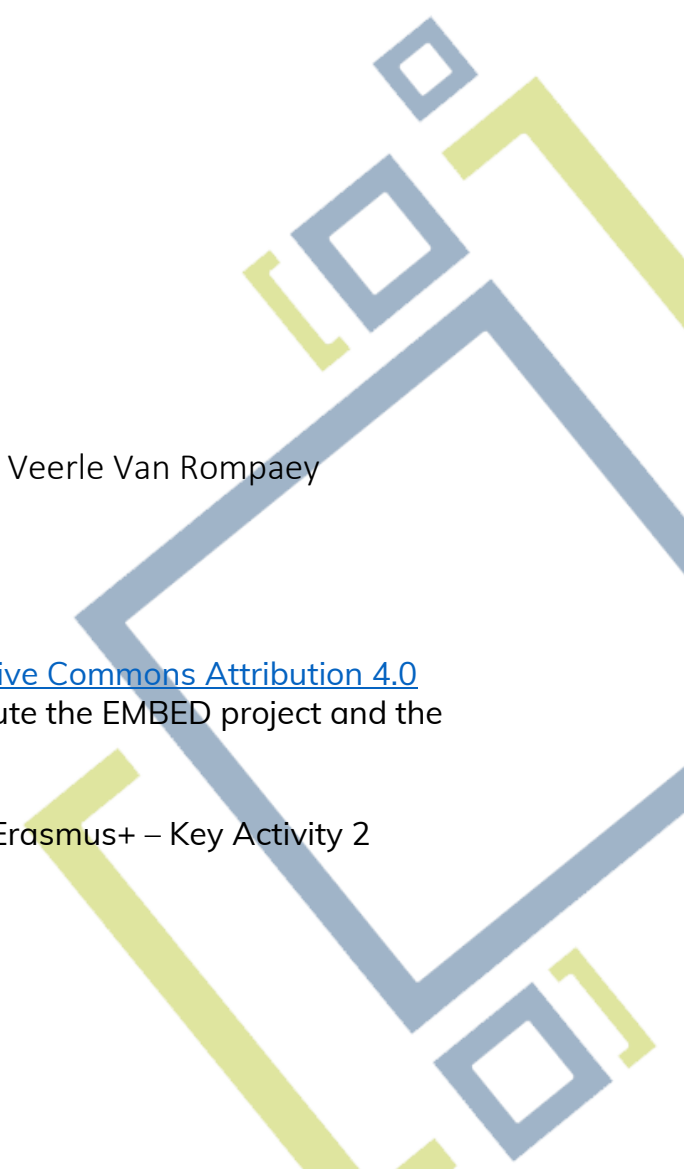 Veerle Van Rompaey
ive Commons Attribution 4.0
ute the EMBED project and the
Erasmus+ – Key Activity 2